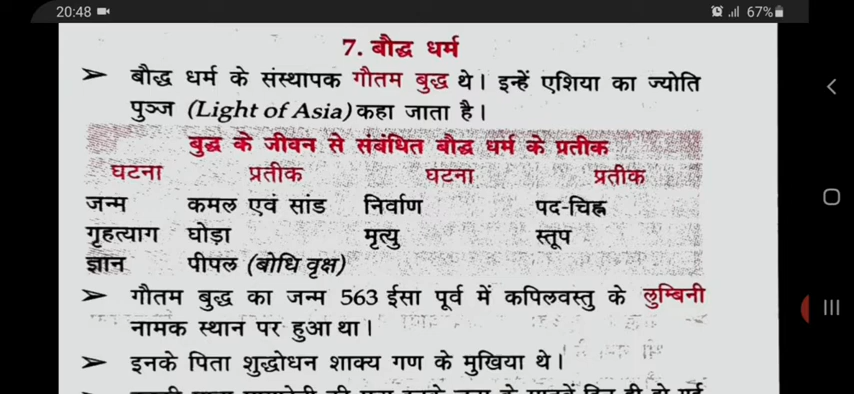 20:48
67%
7. बौद्ध धर्म
➢ बौद्ध धर्म के संस्थापक गौतम बुद्ध थे। इन्हें एशिया का ज्योति
पुञ्ज (Light of Asia) कहा जाता है।
बुद्ध के जीवन से संबंधित बौद्ध धर्म के प्रतीक
घटना प्रतीक घटना प्रतीक
जन्म कमल एवं सांड निर्वाण पद-चिह्न
गृहत्याग घोड़ा मृत्यु स्तूप
ज्ञान पीपल (बोधि वृक्ष)
➢ गौतम बुद्ध का जन्म 563 ईसा पूर्व में कपिलवस्तु के लुम्बिनी
नामक स्थान पर हुआ था।
➢ इनके पिता शुद्धोधन शाक्य गण के मुखिया थे।